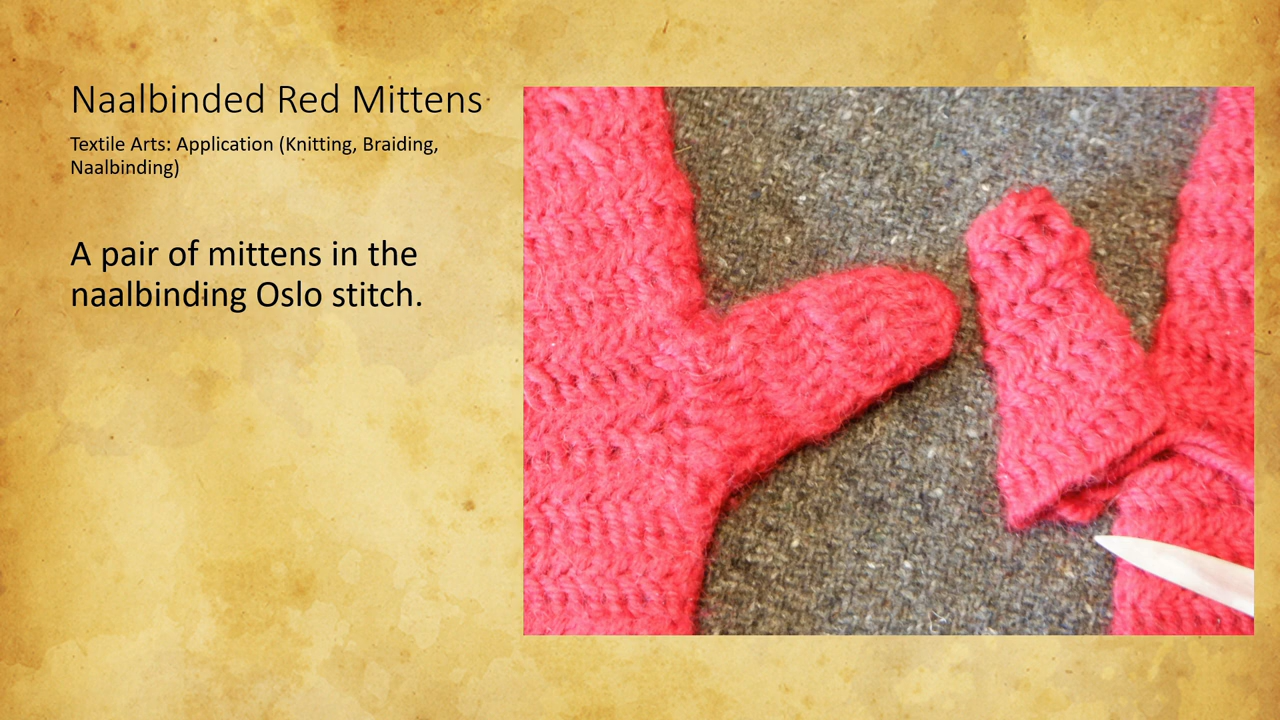 Naalbinded Red Mittens
Textile Arts: Application (Knitting, Braiding,
Naalbinding)
A pair of mittens in the
naalbinding Oslo stitch.